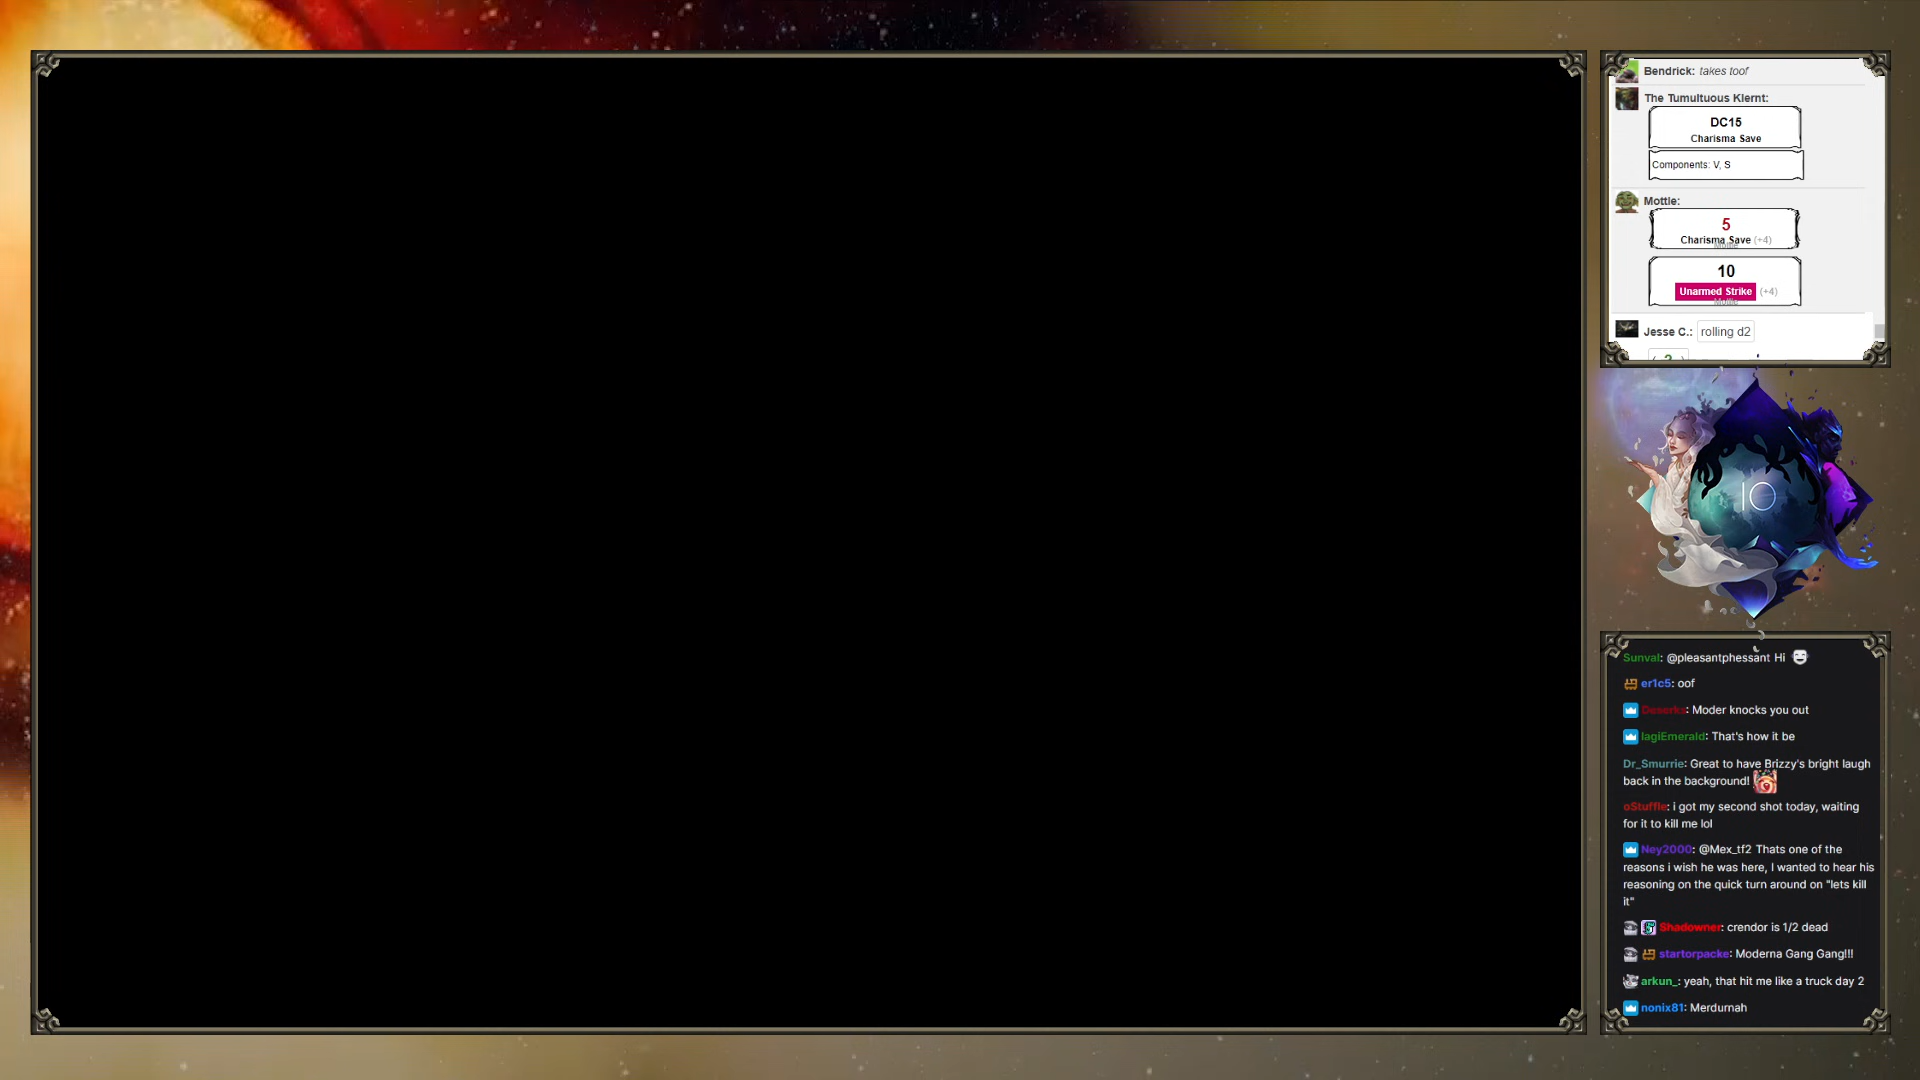 Bendrick: takes toof
The Tumultuous Klernt:
DC15
Charisma Save
Components: V, S
Mottle:
5
Charisma Save (+4)
Mottle
10
Unarmed Strike (+4)
Mottle
Jesse C.: rolling d2
IO
Sunval: @pleasantphessant Hi
er1c5: oof
: Moder knocks you out
IagiEmerald: That's how it be
Dr_Smurrie: Great to have Brizzy's bright laugh
back in the background!
oStuffle: i got my second shot today, waiting
for it to kill me lol
Ney2000: @Mex_tf2 Thats one of the
reasons i wish he was here, I wanted to hear his
reasoning on the quick turn around on "lets kill
it"
Shadowner: crendor is 1/2 dead
startorpacke: Moderna Gang Gang!!!
arkun_: yeah, that hit me like a truck day 2
nonix81: Merdurnah